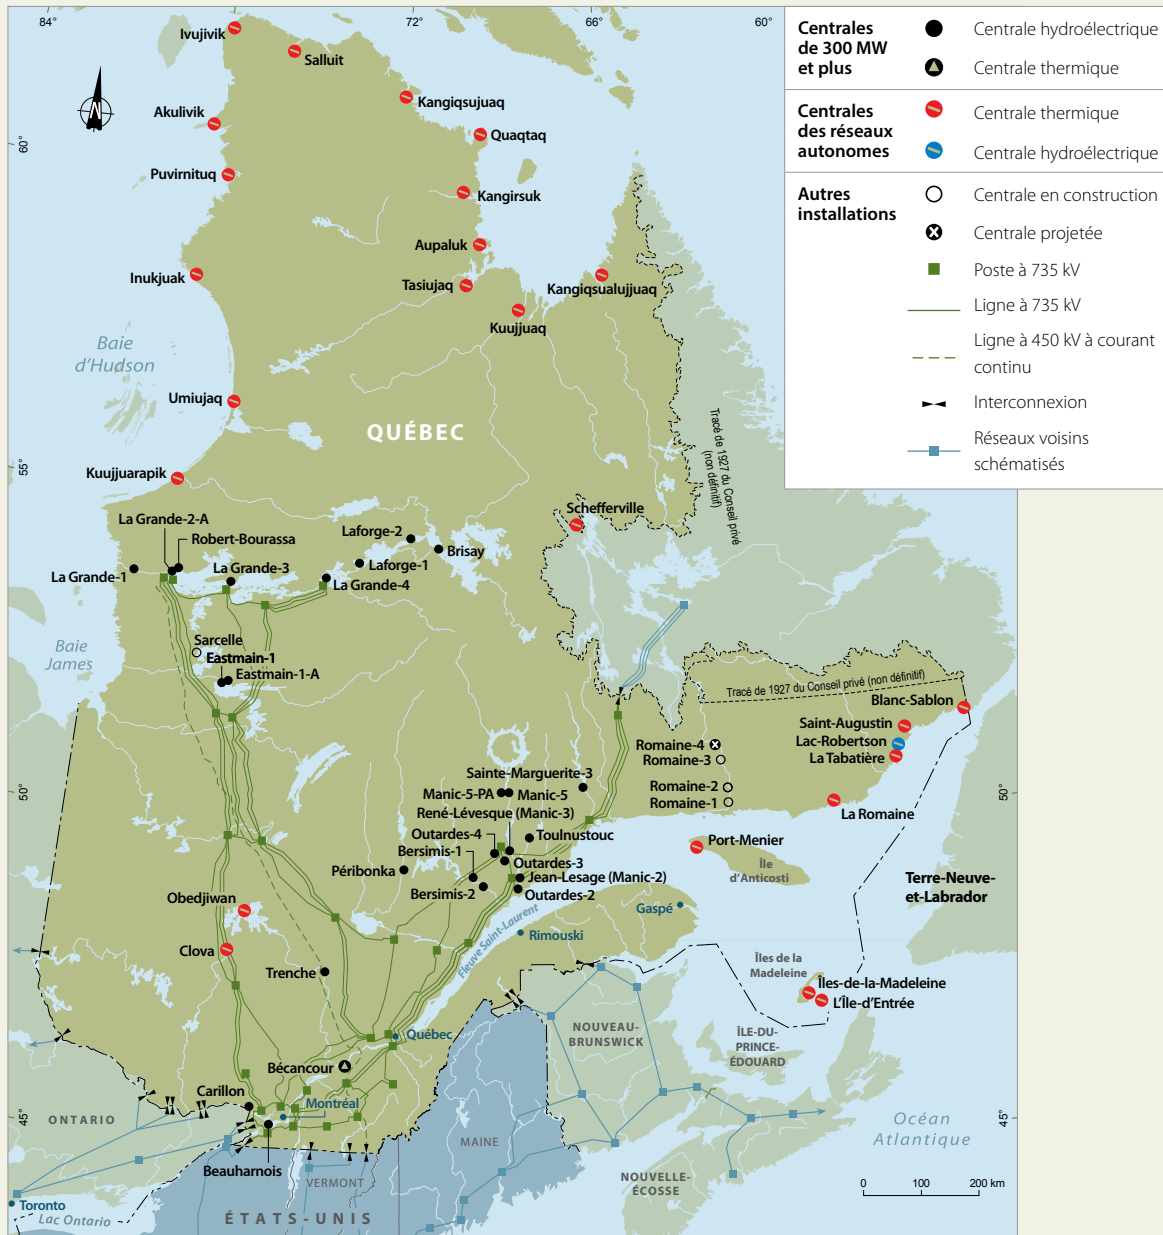 84°
72°
66°
60°
Centrales
de 300 MW
et plus
Centrale hydroélectrique
Centrale thermique
Centrales
des réseaux
autonomes
Centrale thermique
Centrale hydroélectrique
Autres
installations
Centrale en construction
Centrale projetée
Poste à 735 kV
Ligne à 735 kV
Ligne à 450 kV à courant
continu
Interconnexion
Réseaux voisins
schématisés
Ivujivik
Salluit
N
Kangiqsujuaq
Akulivik
Quaqtaq
60°
Puvirnituq
Kangirsuk
Aupaluk
Inukjuak
Tasiujaq
Kangiqsualujjuaq
Kuujjuaq
Baie
d'Hudson
Umiujaq
QUÉBEC
Tracé de 1927 du Conseil privé
(non définitif)
55°
Kuujjuarapik
Schefferville
La Grande-2-A
Robert-Bourassa
Laforge-2
Brisay
La Grande-1
La Grande-3
Laforge-1
La Grande-4
Baie
James
Sarcelle
Eastmain-1
Eastmain-1-A
Tracé de 1927 du Conseil privé (non définitif)
Blanc-Sablon
Saint-Augustin
Lac-Robertson
La Tabatière
Romaine-4
Romaine-3
Romaine-2
Romaine-1
La Romaine
50°
50°
Sainte-Marguerite-3
Manic-5-PA
Manic-5
René-Lévesque (Manic-3)
Outardes-4
Toulnustouc
Bersimis-1
Outardes-3
Péribonka
Jean-Lesage (Manic-2)
Bersimis-2
Outardes-2
Port-Menier
Île
d'Anticosti
Terre-Neuve-
et-Labrador
Obedjiwan
Gaspé
Rimouski
Fleuve Saint-Laurent
Clova
Trenche
Îles de la
Madeleine
Îles-de-la-Madeleine
L'Île-d'Entrée
Québec
NOUVEAU-
BRUNSWICK
ÎLE-DU-
PRINCE-
ÉDOUARD
Bécancour
Carillon
Montréal
45°
45°
ONTARIO
Océan
Atlantique
Beauharnois
MAINE
VERMONT
NOUVELLE-
ÉCOSSE
Toronto
Lac Ontario
ÉTATS-UNIS
0 100 200 km